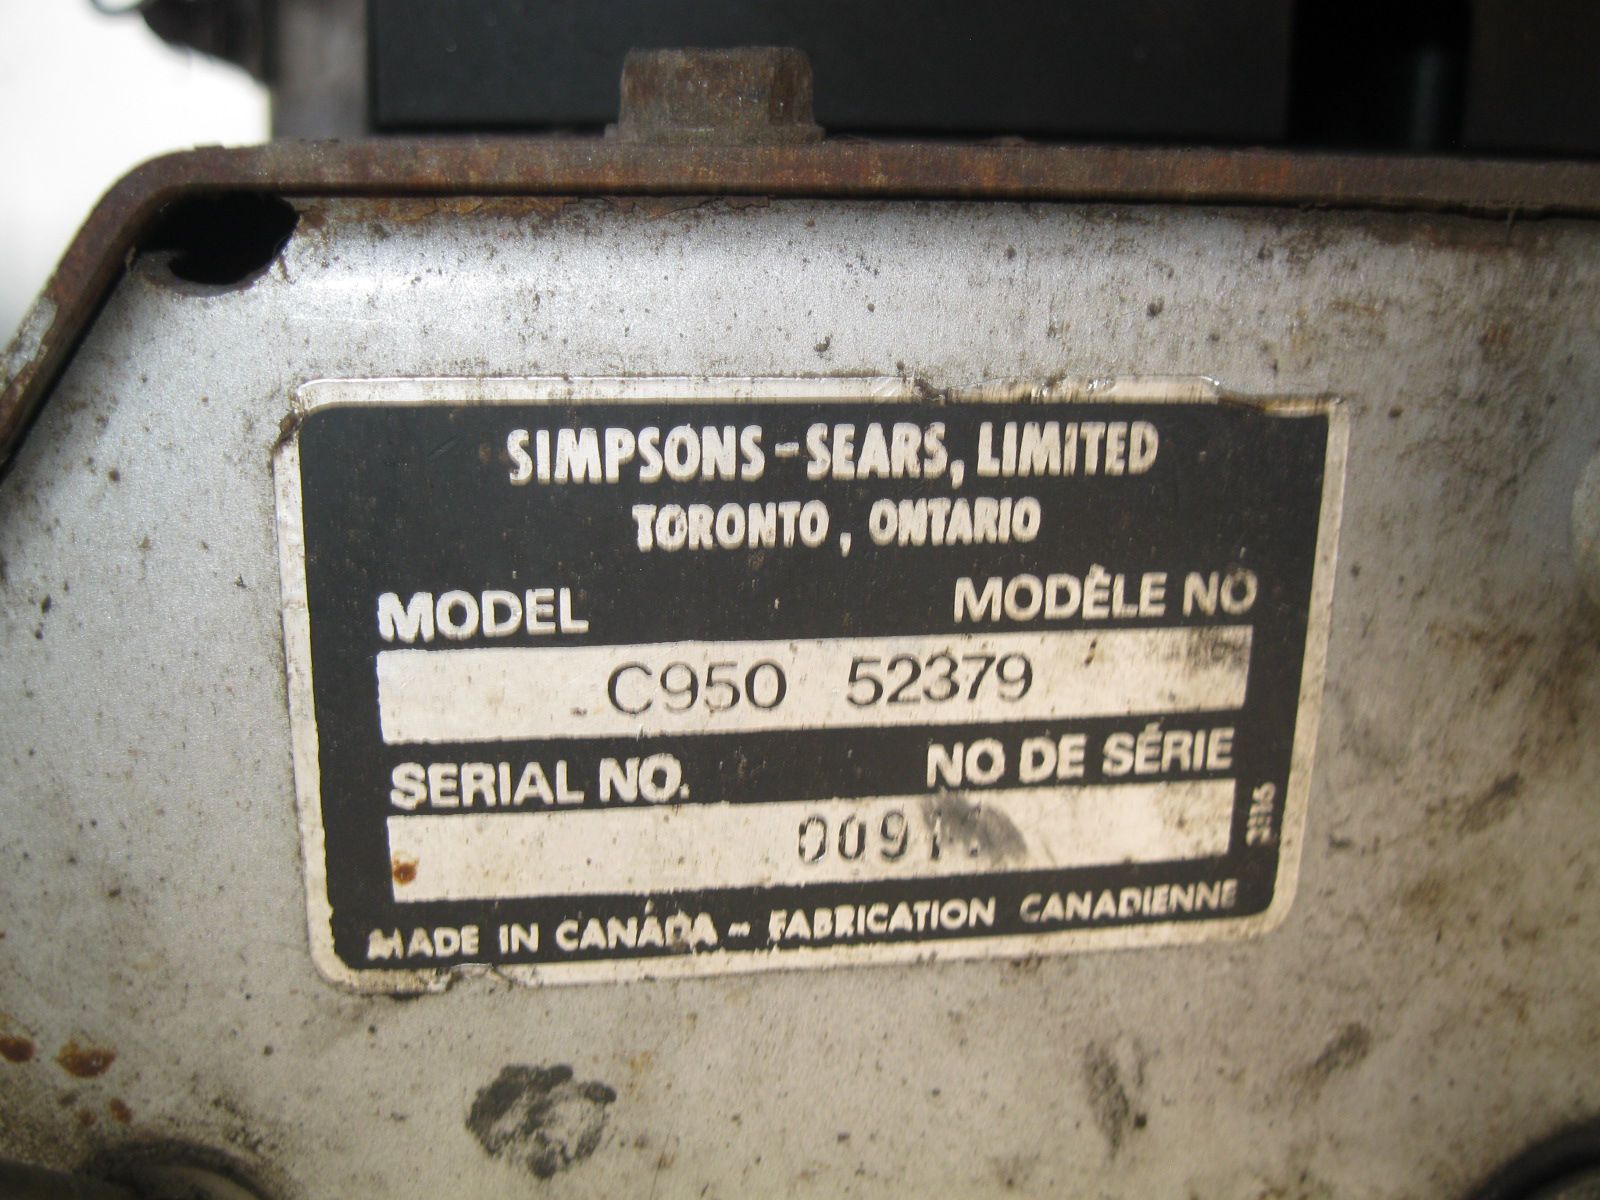 SIMPSONS-SEARS, LIMITED
TORONTO, ONTARIO
MODEL MODÈLE NO
C950 52379
SERIAL NO. NO DE SÉRIE
MADE IN CANADA - FABRICATION CANADIENNE